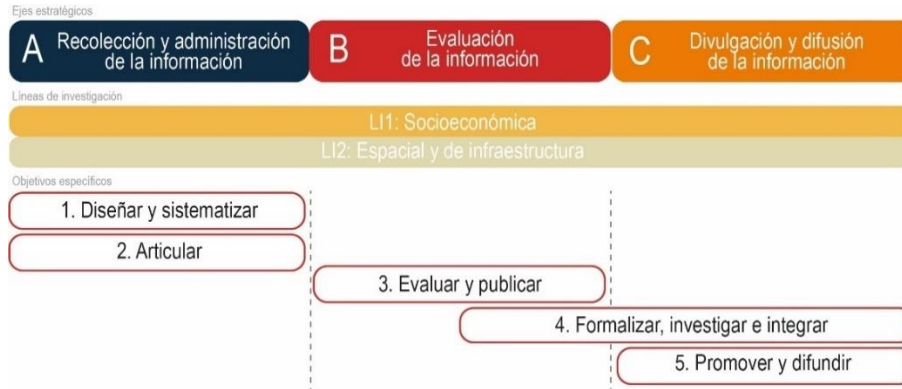 Ejes estratégicos
A Recolección y administración
de la información
B Evaluación
de la información
C Divulgación y difusión
de la información
Líneas de investigación
LI1: Socioeconómica
LI2: Espacial y de infraestructura
Objetivos específicos
1. Diseñar y sistematizar
2. Articular
3. Evaluar y publicar
4. Formalizar, investigar e integrar
5. Promover y difundir